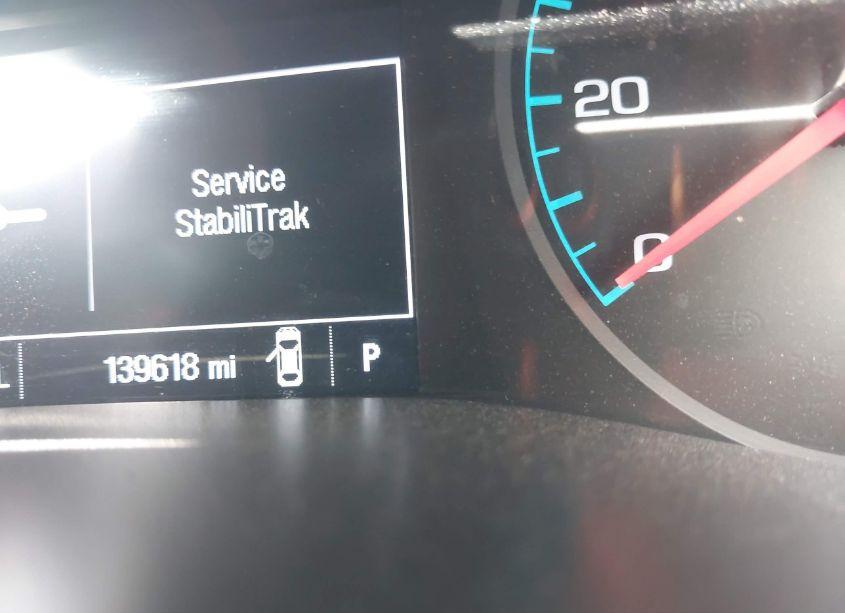 20
Service
StabiliTrak
0
139618 mi
P